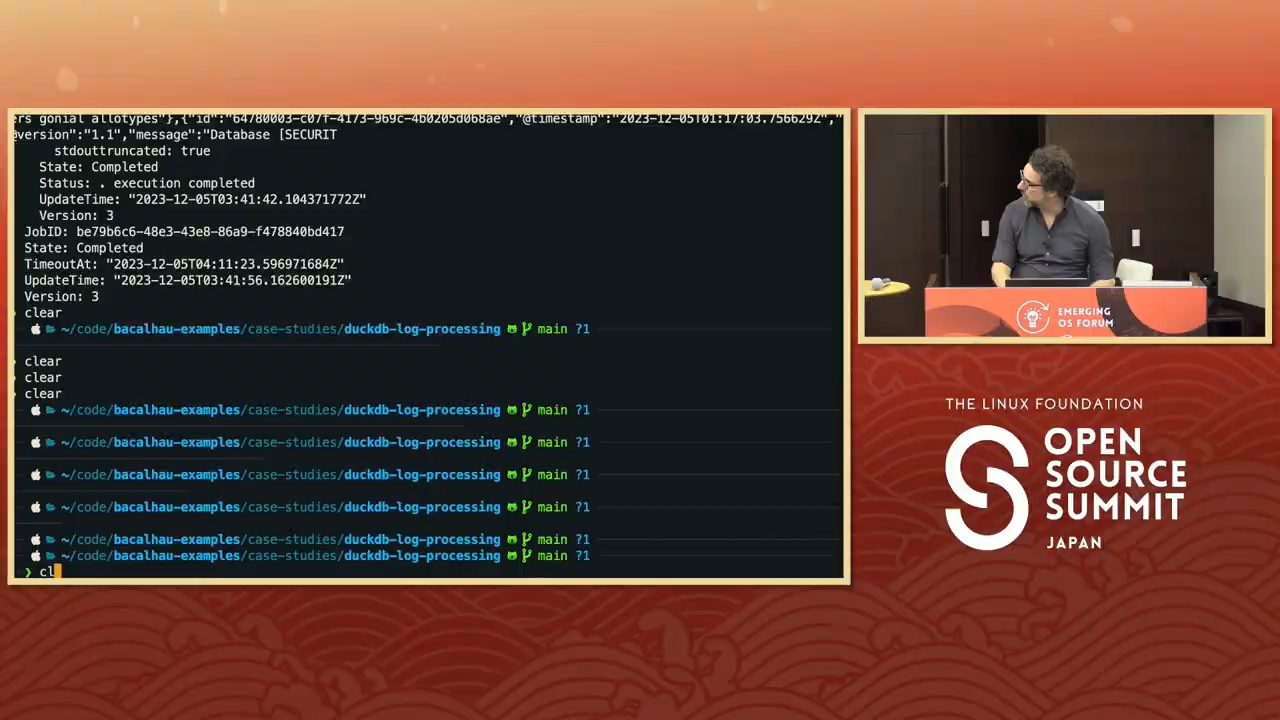 ers gonial allotypes"},{"id":"64780003-c07f-4173-969c-4b0205d068ae","@timestamp":"2023-12-05T01:17:03.756629Z","
@version":"1.1","message":"Database [SECURIT
stdouttruncated: true
State: Completed
Status: . execution completed
UpdateTime: "2023-12-05T03:41:42.104371772Z"
Version: 3
JobID: be79b6c6-48e3-43e8-86a9-f478840bd417
State: Completed
TimeoutAt: "2023-12-05T04:11:23.596971684Z"
UpdateTime: "2023-12-05T03:41:56.162600191Z"
Version: 3
clear
~/code/bacalhau-examples/case-studies/duckdb-log-processing main ?1
clear
clear
clear
~/code/bacalhau-examples/case-studies/duckdb-log-processing main ?1
~/code/bacalhau-examples/case-studies/duckdb-log-processing main ?1
~/code/bacalhau-examples/case-studies/duckdb-log-processing main ?1
~/code/bacalhau-examples/case-studies/duckdb-log-processing main ?1
~/code/bacalhau-examples/case-studies/duckdb-log-processing main ?1
~/code/bacalhau-examples/case-studies/duckdb-log-processing main ?1
❯ cl
EMERGING
OS FORUM
THE LINUX FOUNDATION
OPEN
SOURCE
SUMMIT
JAPAN